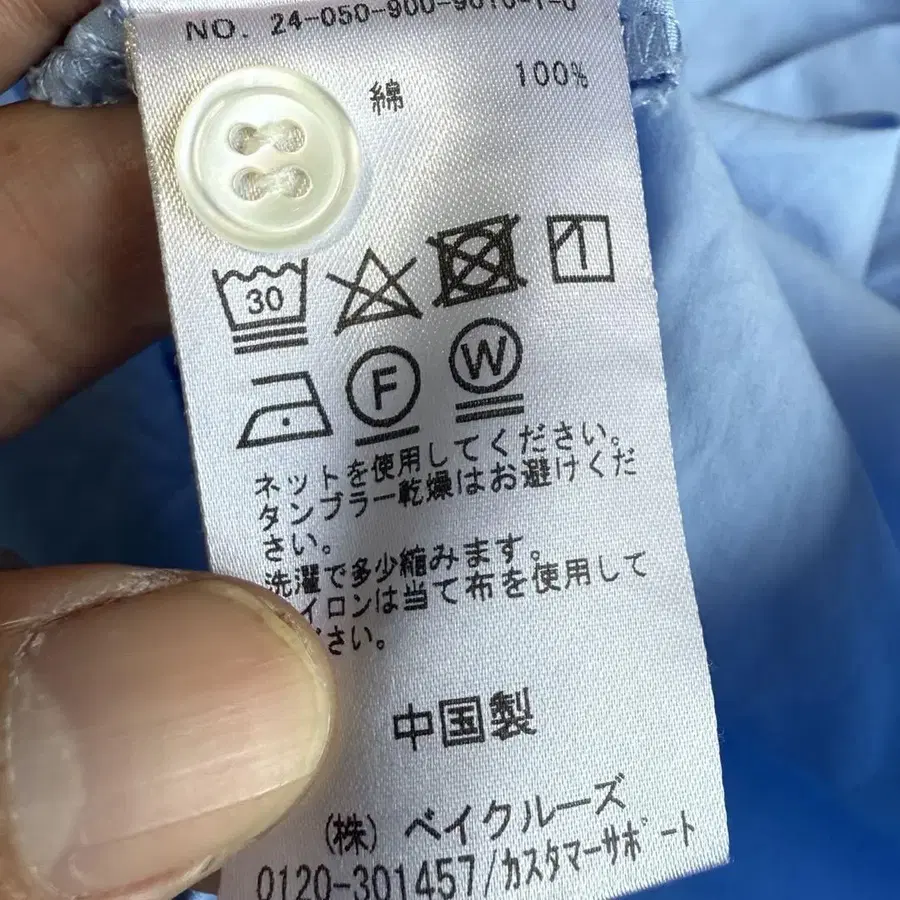 NO. 24-050-900-9010-1-0
綿 100%
30
F W
ネットを使用してください。
タンブラー乾燥はお避けくだ
さい。
洗濯で多少縮みます。
イロンは当て布を使用して
ださい。
中国製
(株) ベイクルーズ
0120-301457/カスタマーサポート